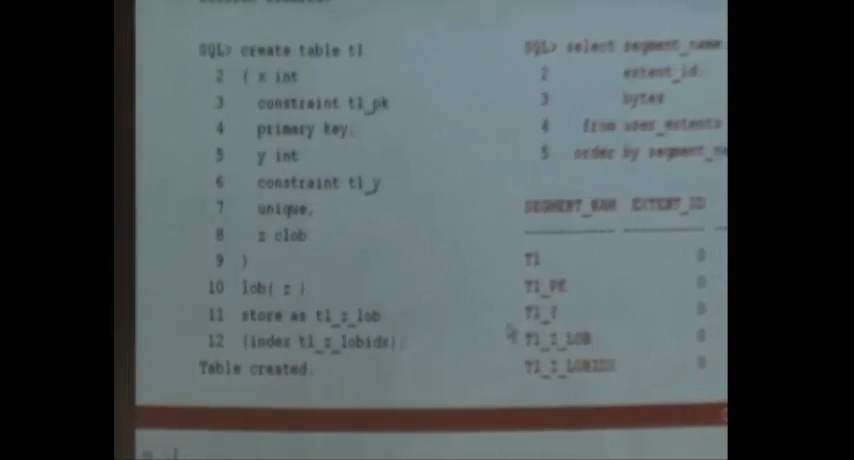 SQL> create table t1
2 ( x int
3 constraint t1_pk
4 primary key,
5 y int
6 constraint t1_y
7 unique,
8 z clob
9 )
10 lob( z )
11 store as t1_z_lob
12 (index t1_z_lobidx);
Table created.
SQL> select segment_name,
2 extent_id,
3 bytes
4 from user_extents
5 order by
SEGMENT_NAM EXTENT_ID
T1 0
T1_PK 0
T1_Y 0
T1_Z_LOB 0
T1_Z_LOBIDX 0